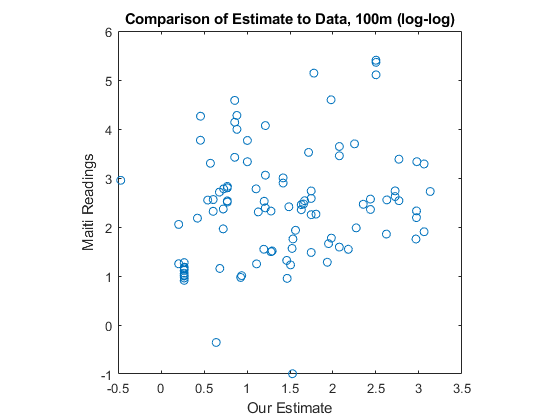 Comparison of Estimate to Data, 100m (log-log)
6
5
4
3
2
1
0
-1
Maiti Readings
-0.5 0 0.5 1 1.5 2 2.5 3 3.5
Our Estimate